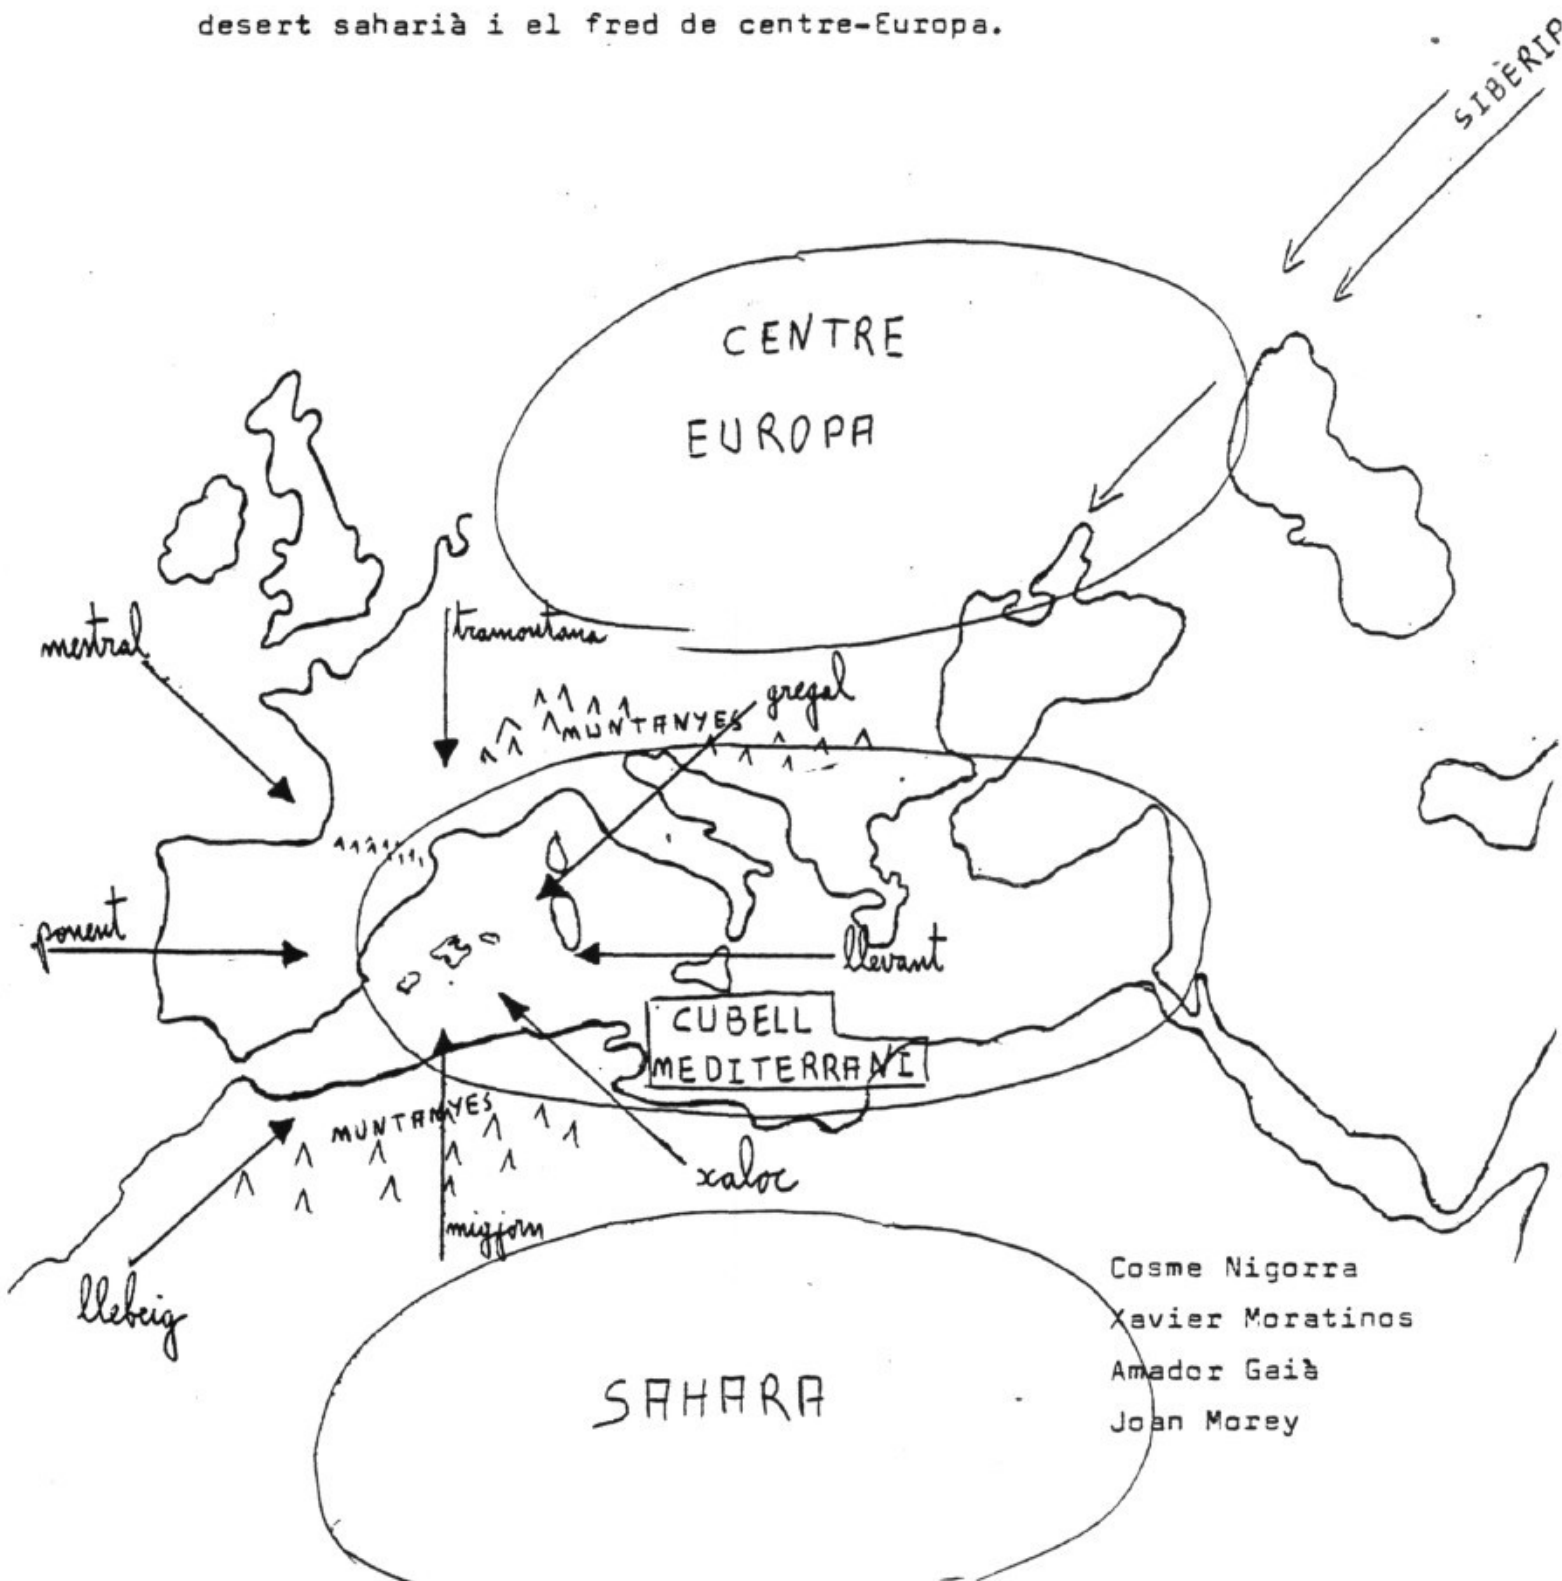 desert saharià i el fred de centre-Europa.
SIBÈRIA
CENTRE
EUROPA
mestral
tramontana
gregal
MUNTANYES
ponent
llevant
CUBELL
MEDITERRANI
MUNTANYES
xaloc
migjorn
llebeig
Cosme Nigorra
Xavier Moratinos
Amador Gaià
Joan Morey
SAHARA